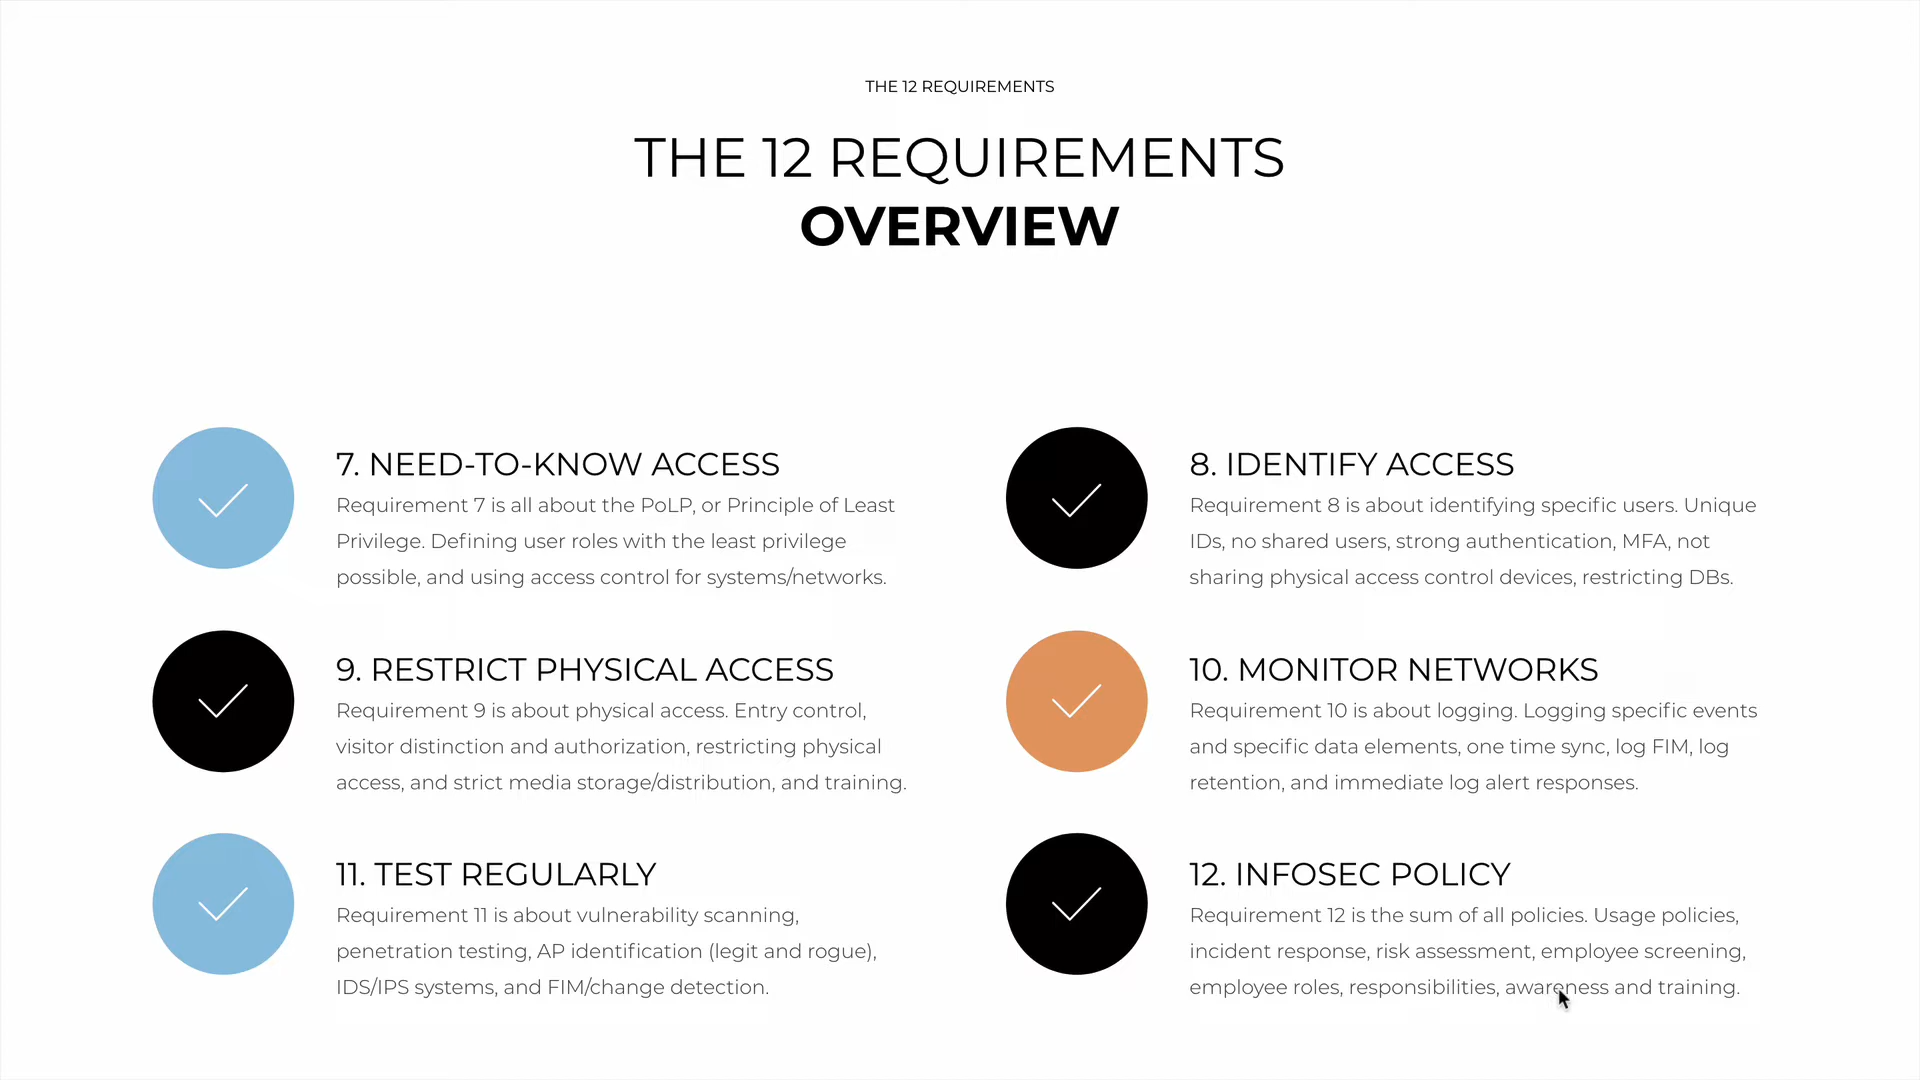 THE 12 REQUIREMENTS
THE 12 REQUIREMENTS
OVERVIEW
7. NEED-TO-KNOW ACCESS
Requirement 7 is all about the PoLP, or Principle of Least
Privilege. Defining user roles with the least privilege
possible, and using access control for systems/networks.
8. IDENTIFY ACCESS
Requirement 8 is about identifying specific users. Unique
IDs, no shared users, strong authentication, MFA, not
sharing physical access control devices, restricting DBs.
9. RESTRICT PHYSICAL ACCESS
Requirement 9 is about physical access. Entry control,
visitor distinction and authorization, restricting physical
access, and strict media storage/distribution, and training.
10. MONITOR NETWORKS
Requirement 10 is about logging. Logging specific events
and specific data elements, one time sync, log FIM, log
retention, and immediate log alert responses.
11. TEST REGULARLY
Requirement 11 is about vulnerability scanning,
penetration testing, AP identification (legit and rogue),
IDS/IPS systems, and FIM/change detection.
12. INFOSEC POLICY
Requirement 12 is the sum of all policies. Usage policies,
incident response, risk assessment, employee screening,
employee roles, responsibilities, awareness and training.